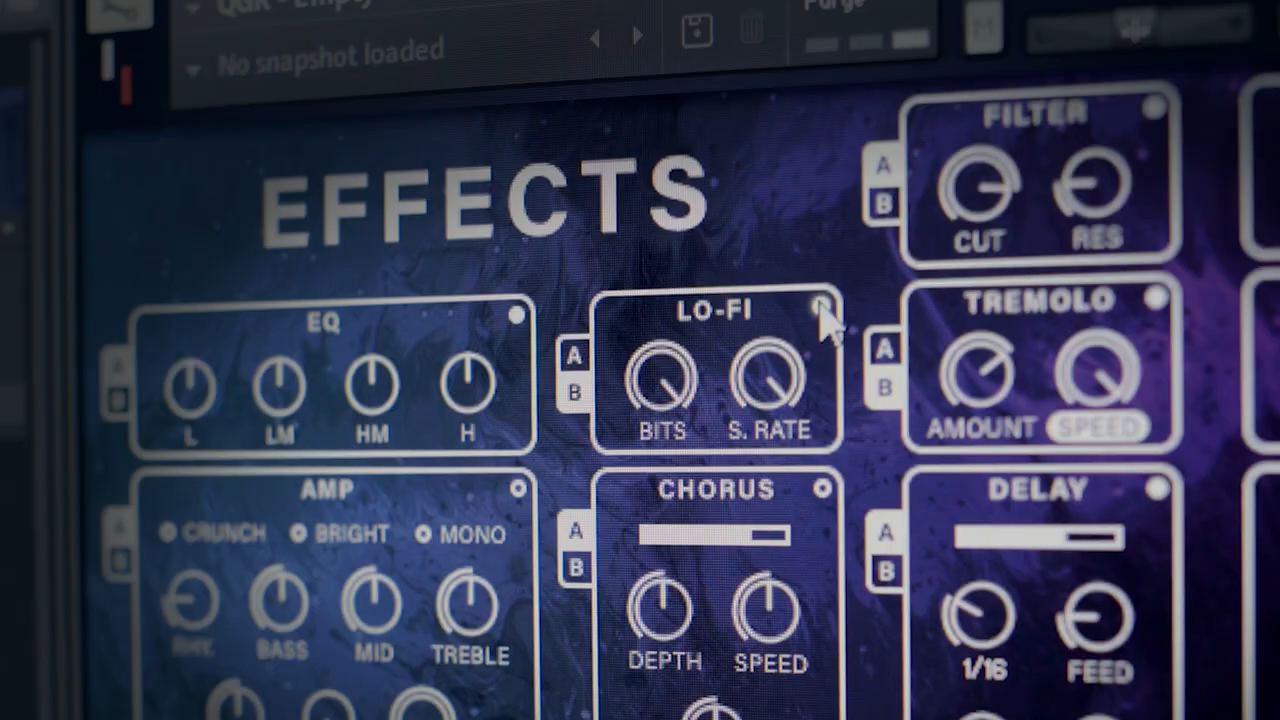 No snapshot loaded
Purge
EFFECTS
FILTER
A
B
CUT RES
EQ
L LM HM H
LO-FI
A
B
BITS S. RATE
TREMOLO
A
B
AMOUNT SPEED
AMP
CRUNCH BRIGHT MONO
BASS MID TREBLE
CHORUS
A
B
DEPTH SPEED
DELAY
A
B
1/16 FEED